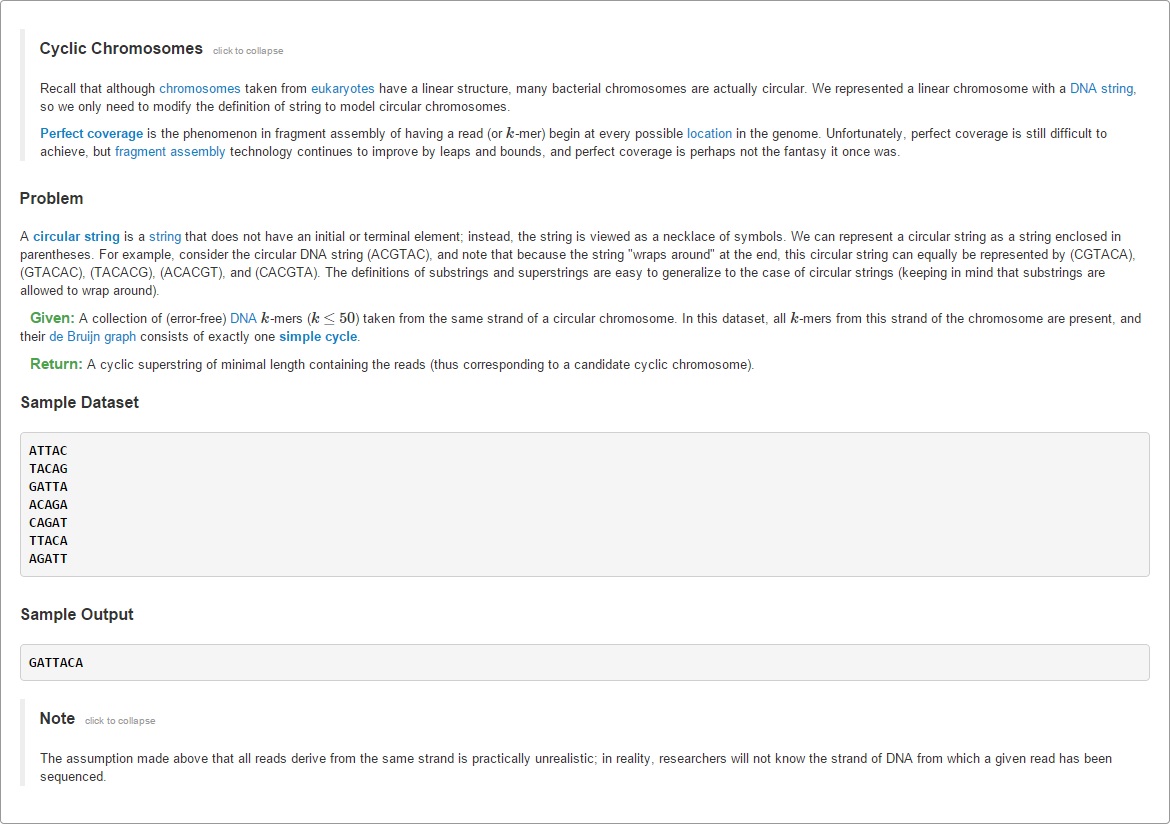 Cyclic Chromosomes click to collapse
Recall that although chromosomes taken from eukaryotes have a linear structure, many bacterial chromosomes are actually circular. We represented a linear chromosome with a DNA string,
so we only need to modify the definition of string to model circular chromosomes.
Perfect coverage is the phenomenon in fragment assembly of having a read (or k-mer) begin at every possible location in the genome. Unfortunately, perfect coverage is still difficult to
achieve, but fragment assembly technology continues to improve by leaps and bounds, and perfect coverage is perhaps not the fantasy it once was.
Problem
A circular string is a string that does not have an initial or terminal element; instead, the string is viewed as a necklace of symbols. We can represent a circular string as a string enclosed in
parentheses. For example, consider the circular DNA string (ACGTAC), and note that because the string "wraps around" at the end, this circular string can equally be represented by (CGTACA),
(GTACAC), (TACACG), (ACACGT), and (CACGTA). The definitions of substrings and superstrings are easy to generalize to the case of circular strings (keeping in mind that substrings are
allowed to wrap around).
Given: A collection of (error-free) DNA k-mers (k ≤ 50) taken from the same strand of a circular chromosome. In this dataset, all k-mers from this strand of the chromosome are present, and
their de Bruijn graph consists of exactly one simple cycle.
Return: A cyclic superstring of minimal length containing the reads (thus corresponding to a candidate cyclic chromosome).
Sample Dataset
ATTAC
TACAG
GATTA
ACAGA
CAGAT
TTACA
AGATT
Sample Output
GATTACA
Note click to collapse
The assumption made above that all reads derive from the same strand is practically unrealistic; in reality, researchers will not know the strand of DNA from which a given read has been
sequenced.